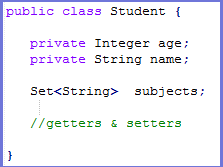 public class Student {
private Integer age;
private String name;
Set<String>  subjects;
//getters & setters
}